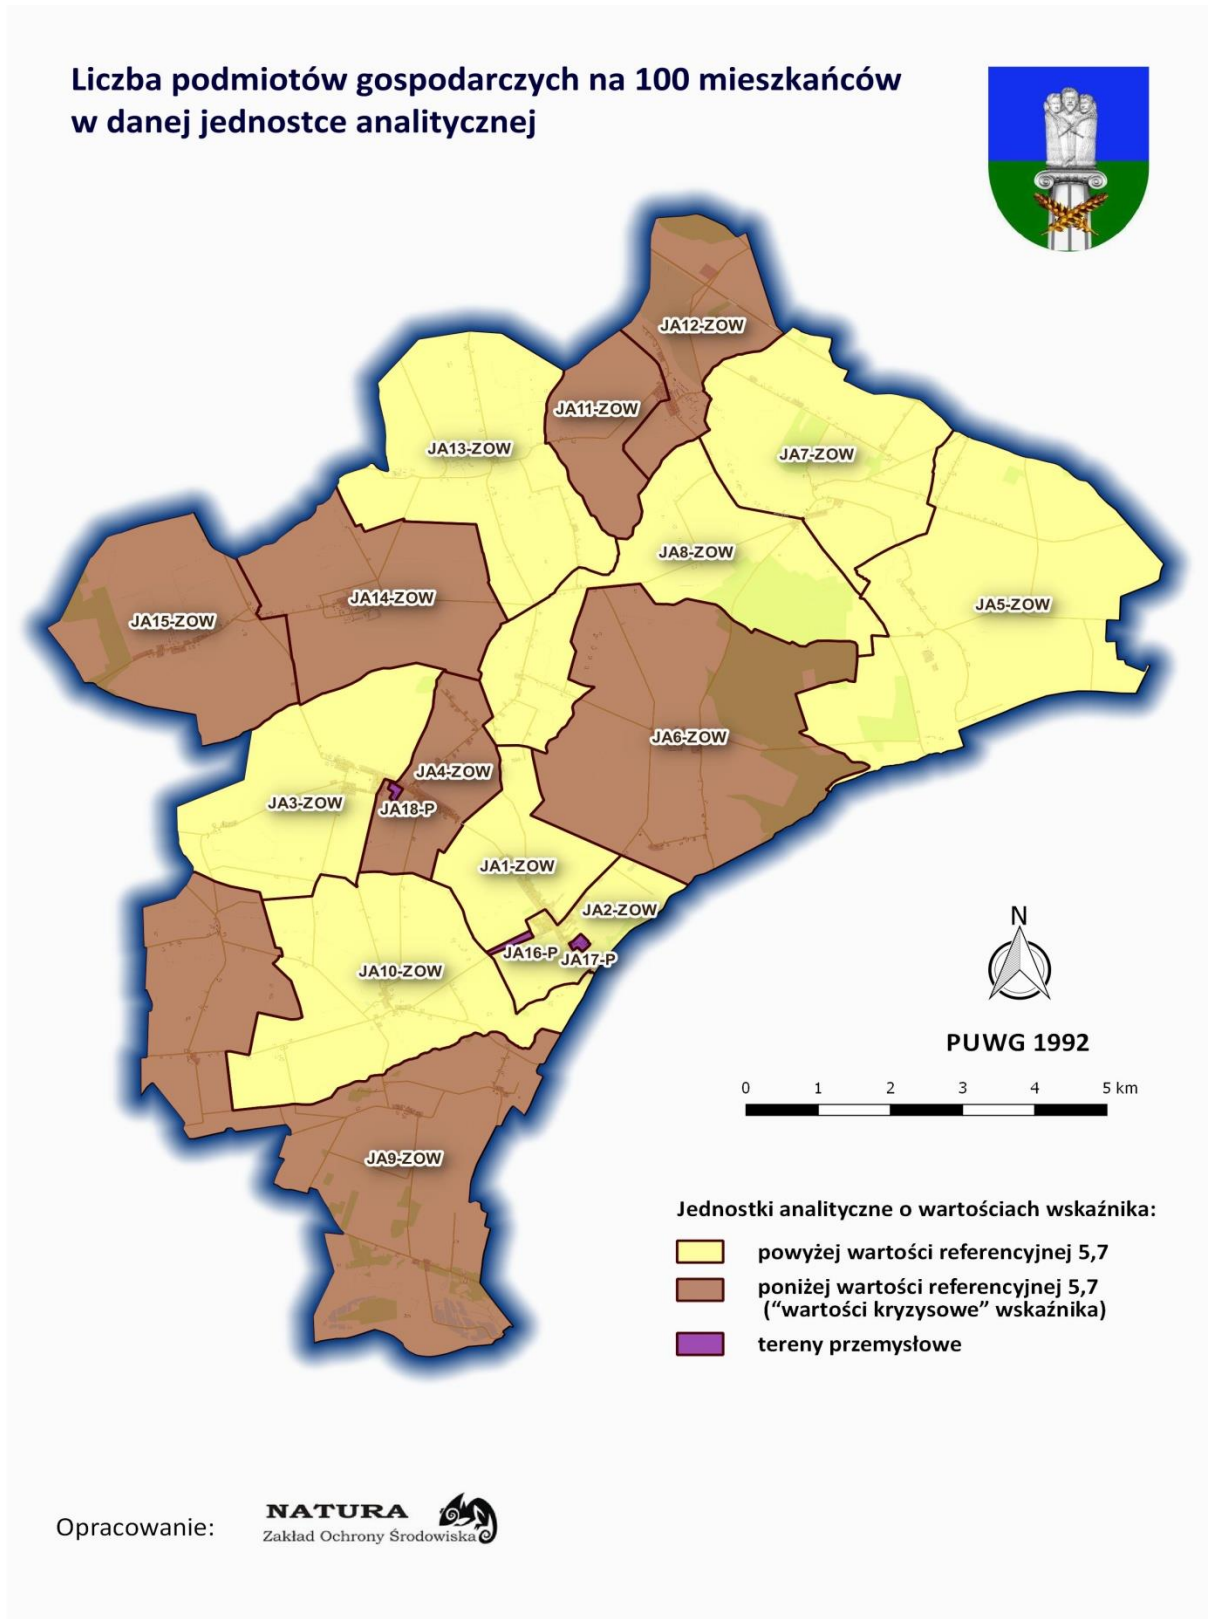 Liczba podmiotów gospodarczych na 100 mieszkańców
w danej jednostce analitycznej
JA12-ZOW
JA11-ZOW
JA13-ZOW
JA7-ZOW
JA8-ZOW
JA5-ZOW
JA14-ZOW
JA15-ZOW
JA6-ZOW
JA4-ZOW
JA3-ZOW
JA18-P
JA1-ZOW
JA2-ZOW
JA16-P
JA17-P
JA10-ZOW
JA9-ZOW
N
PUWG 1992
0 1 2 3 4 5 km
Jednostki analityczne o wartościach wskaźnika:
powyżej wartości referencyjnej 5,7
poniżej wartości referencyjnej 5,7
(“wartości kryzysowe” wskaźnika)
tereny przemysłowe
Opracowanie:
NATURA
Zakład Ochrony Środowiska